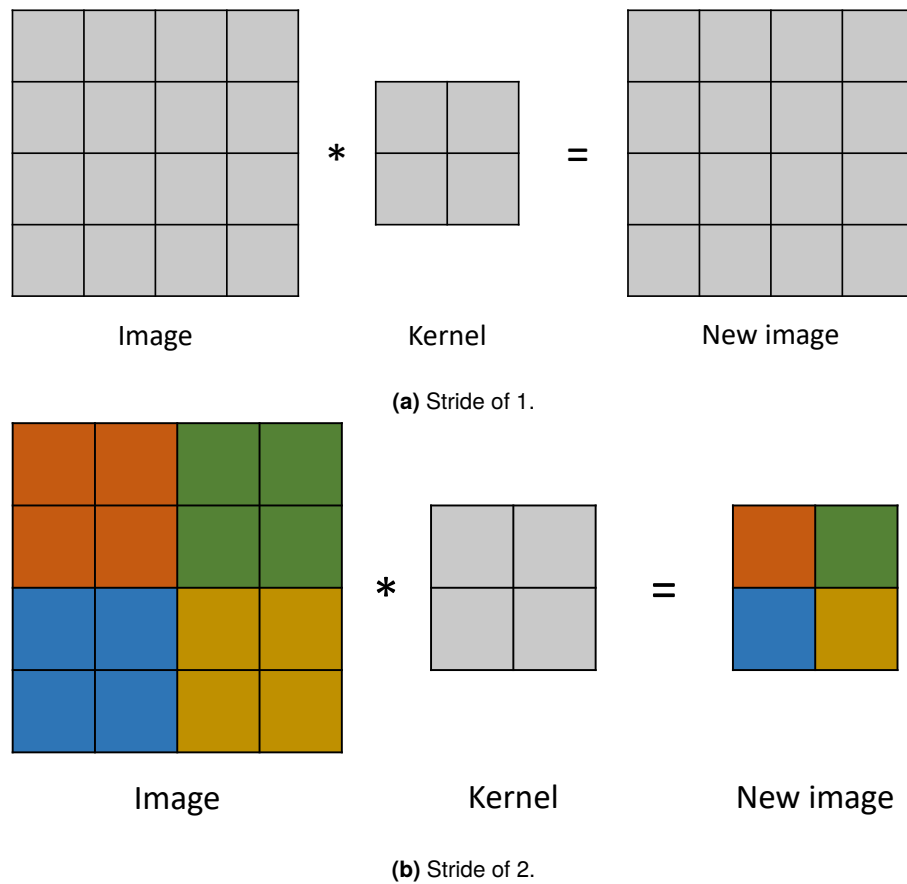 * =
Image Kernel New image
(a) Stride of 1.
* =
Image Kernel New image
(b) Stride of 2.